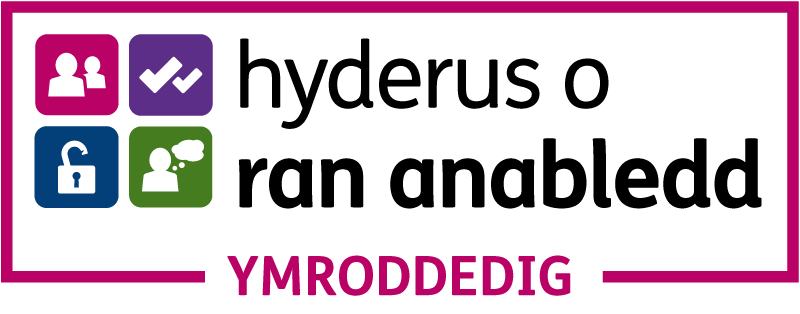 hyderus o
ran anabledd
YMRODDEDIG